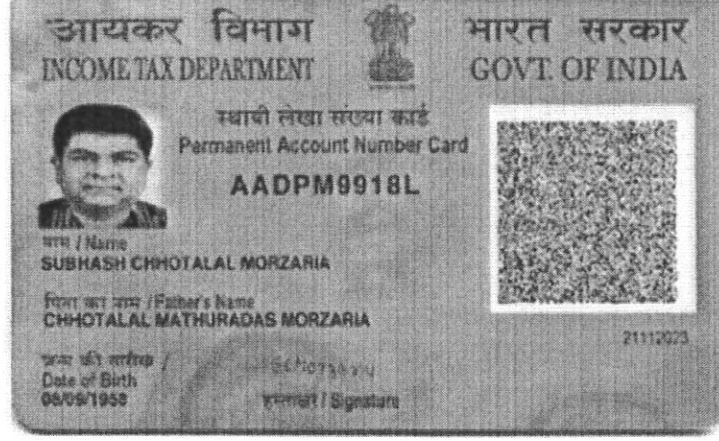 आयकर विभाग
INCOME TAX DEPARTMENT
भारत सरकार
GOVT. OF INDIA
स्थायी लेखा संख्या कार्ड
Permanent Account Number Card
AADPM9918L
नाम / Name
SUBHASH CHHOTALAL MORZARIA
पिता का नाम / Father's Name
CHHOTALAL MATHURADAS MORZARIA
21112023
जन्म की तारीख /
Date of Birth
08/09/1958
हस्ताक्षर / Signature